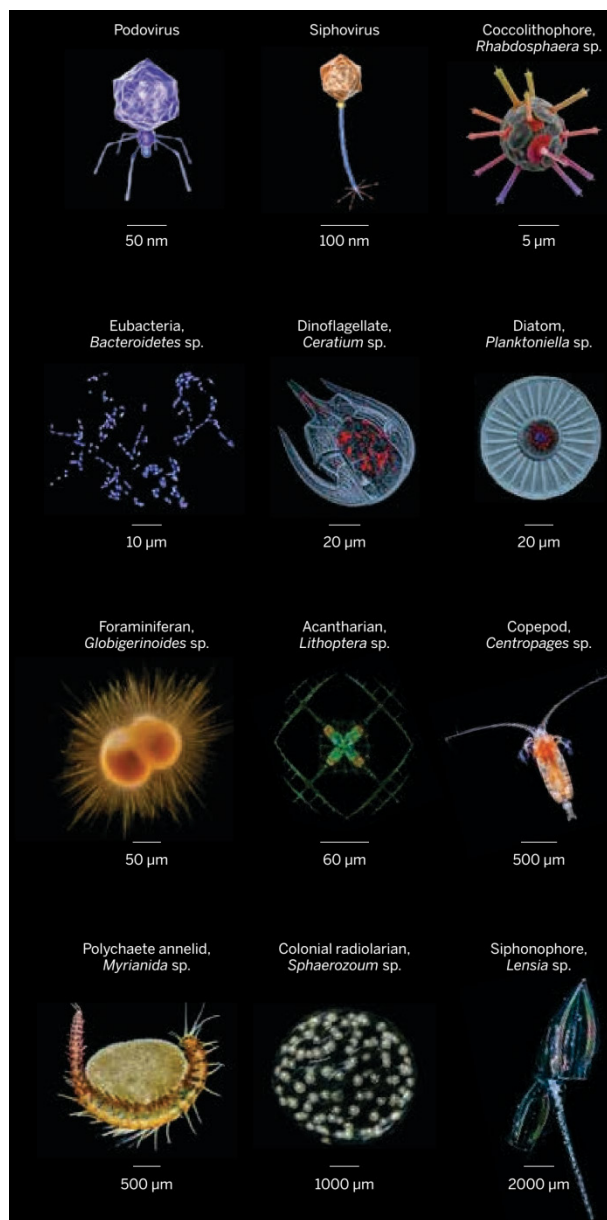 Podovirus
Siphovirus
Coccolithophore,
Rhabdosphaera sp.
50 nm
100 nm
5 µm
Eubacteria,
Bacteroidetes sp.
Dinoflagellate,
Ceratium sp.
Diatom,
Planktoniella sp.
10 µm
20 µm
20 µm
Foraminiferan,
Globigerinoides sp.
Acantharian,
Lithoptera sp.
Copepod,
Centropages sp.
50 µm
60 µm
500 µm
Polychaete annelid,
Myrianida sp.
Colonial radiolarian,
Sphaerozoum sp.
Siphonophore,
Lensia sp.
500 µm
1000 µm
2000 µm